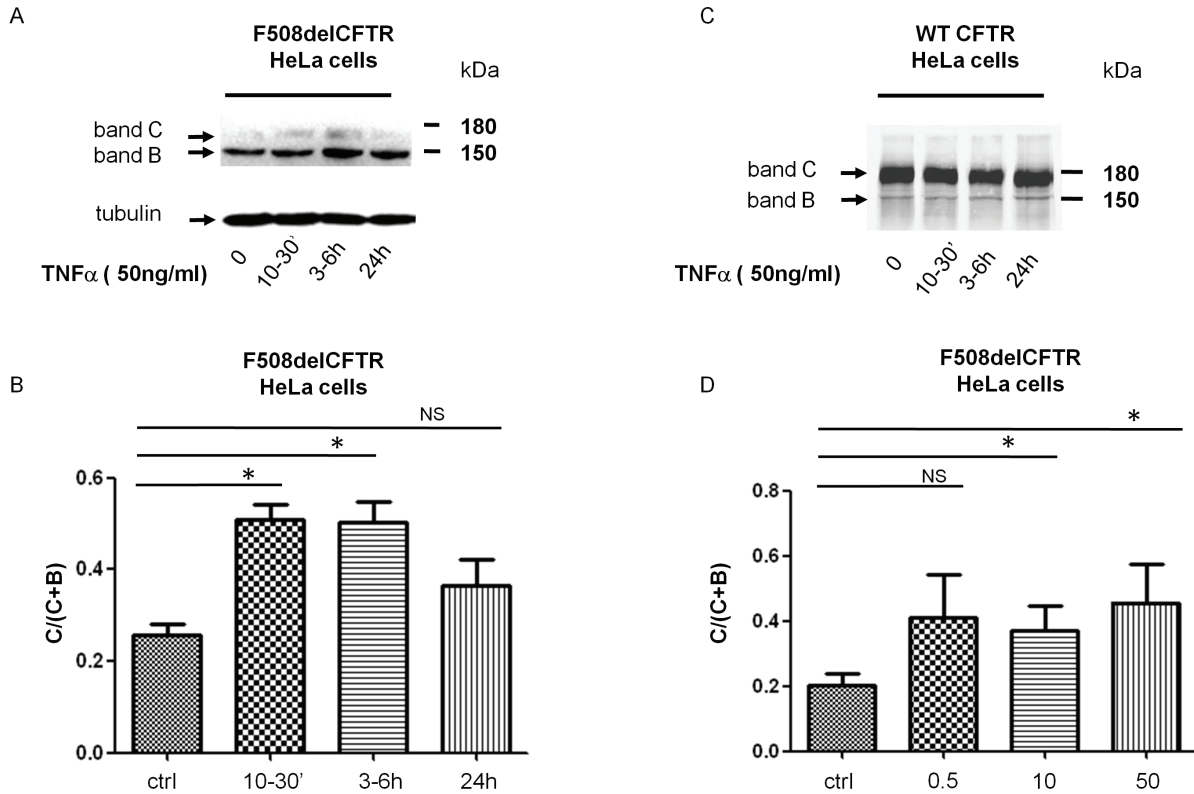 A
F508delCFTR
HeLa cells
kDa
band C
180
band B
150
tubulin
0
10-30’
3-6h
24h
TNFα ( 50ng/ml)
C
WT CFTR
HeLa cells
kDa
band C
180
band B
150
0
10-30’
3-6h
24h
TNFα ( 50ng/ml)
B
F508delCFTR
HeLa cells
NS
*
*
C/(C+B)
0.6
0.4
0.2
0.0
ctrl
10-30’
3-6h
24h
D
F508delCFTR
HeLa cells
*
*
NS
C/(C+B)
0.8
0.6
0.4
0.2
0.0
ctrl
0.5
10
50